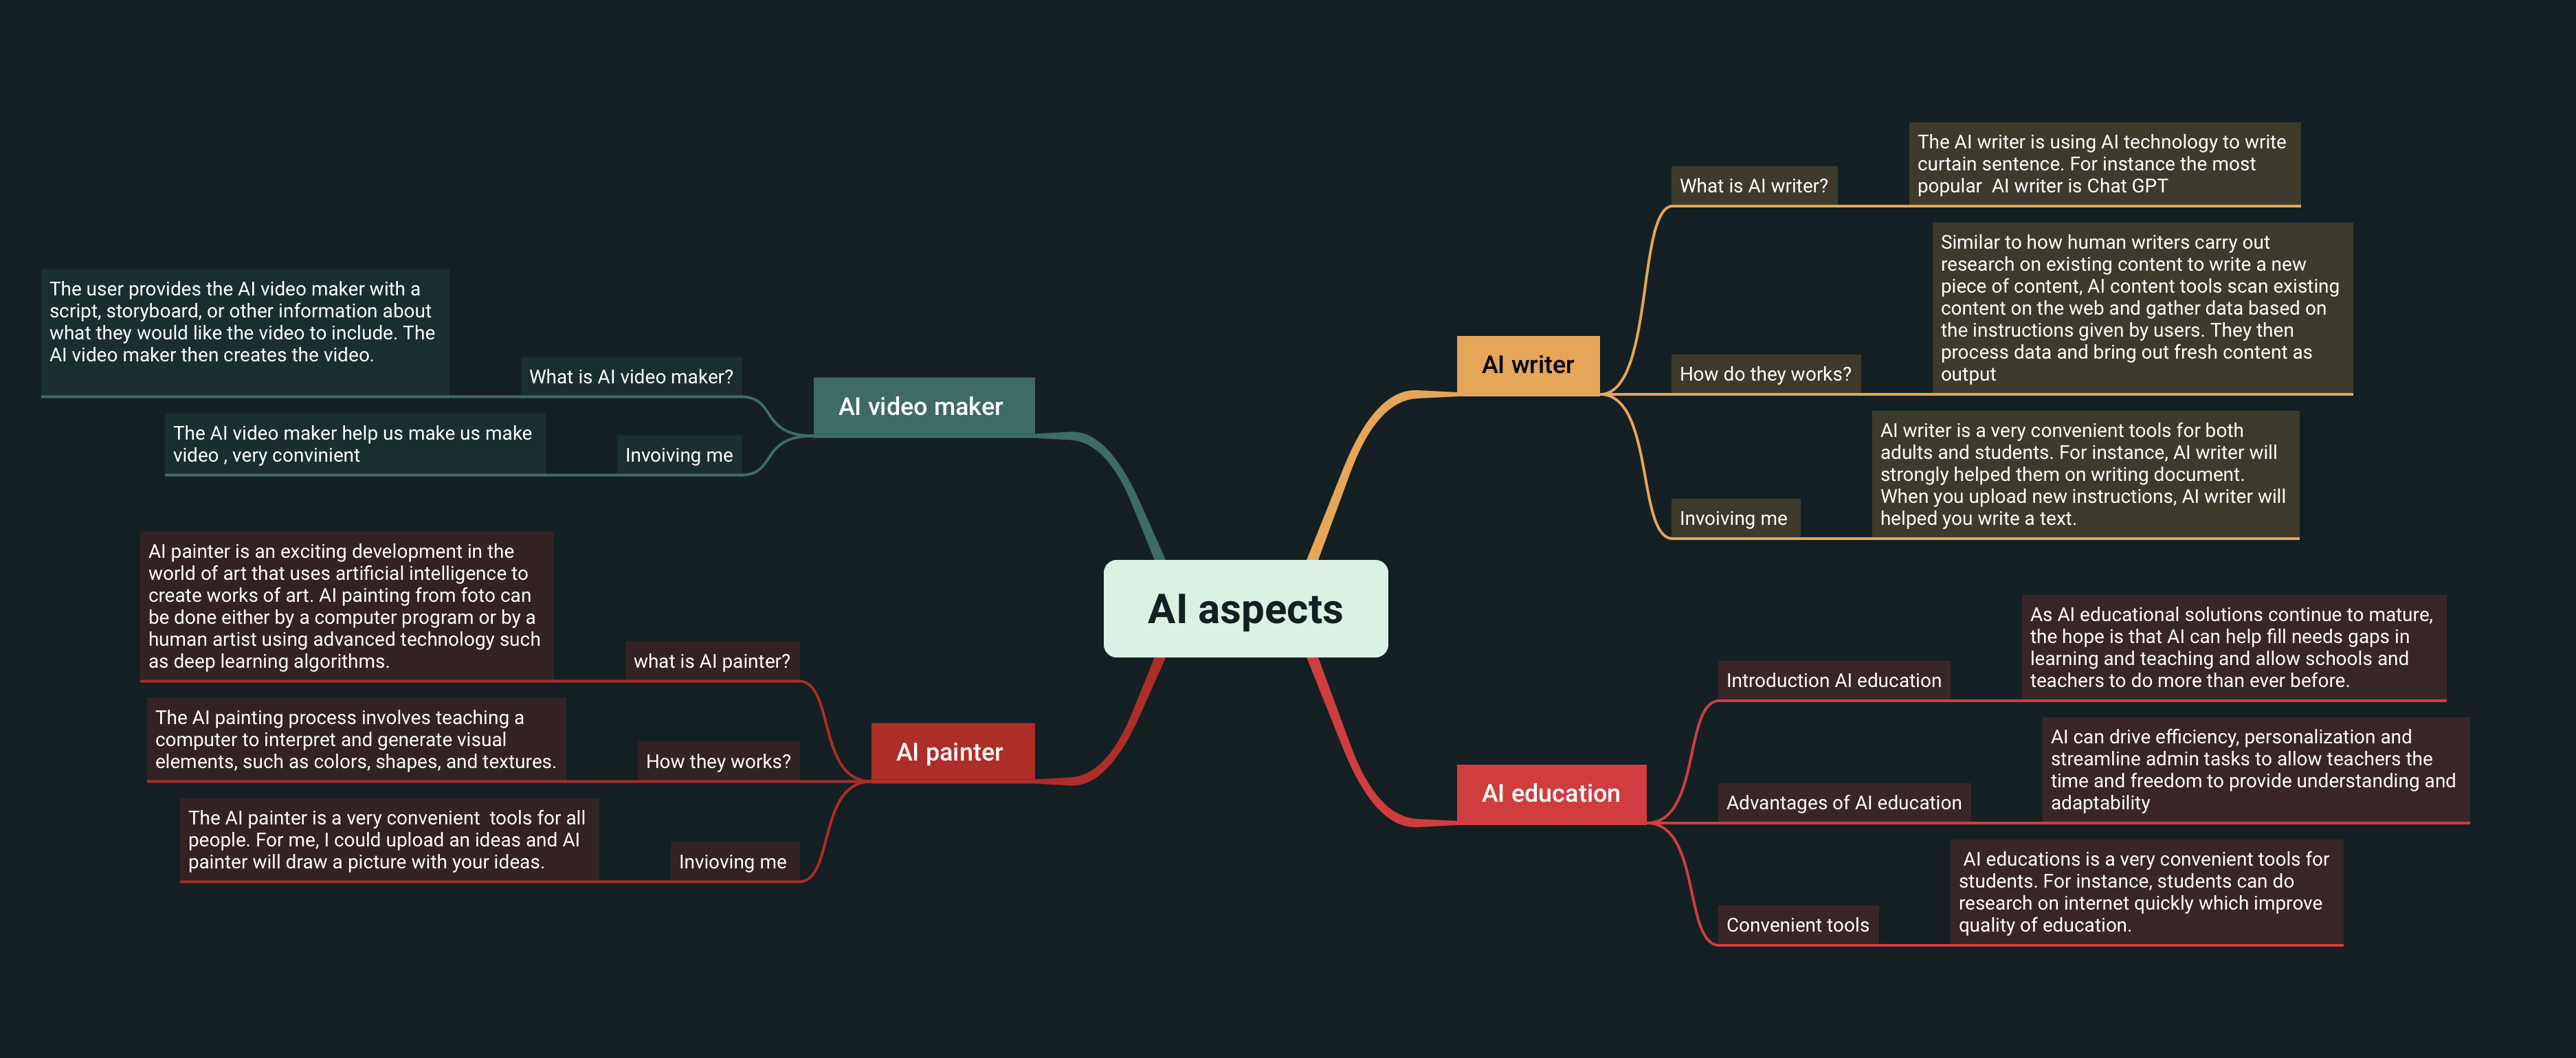 AI aspects
AI writer
What is AI writer?
The AI writer is using AI technology to write
curtain sentence. For instance the most
popular  AI writer is Chat GPT
How do they works?
Similar to how human writers carry out
research on existing content to write a new
piece of content, AI content tools scan existing
content on the web and gather data based on
the instructions given by users. They then
process data and bring out fresh content as
output
Invoiving me
AI writer is a very convenient tools for both
adults and students. For instance, AI writer will
strongly helped them on writing document.
When you upload new instructions, AI writer will
helped you write a text.
AI education
Introduction AI education
As AI educational solutions continue to mature,
the hope is that AI can help fill needs gaps in
learning and teaching and allow schools and
teachers to do more than ever before.
Advantages of AI education
AI can drive efficiency, personalization and
streamline admin tasks to allow teachers the
time and freedom to provide understanding and
adaptability
Convenient tools
AI educations is a very convenient tools for
students. For instance, students can do
research on internet quickly which improve
quality of education.
AI video maker
What is AI video maker?
The user provides the AI video maker with a
script, storyboard, or other information about
what they would like the video to include. The
AI video maker then creates the video.
Invoiving me
The AI video maker help us make us make
video , very convinient
AI painter
what is AI painter?
AI painter is an exciting development in the
world of art that uses artificial intelligence to
create works of art. AI painting from foto can
be done either by a computer program or by a
human artist using advanced technology such
as deep learning algorithms.
How they works?
The AI painting process involves teaching a
computer to interpret and generate visual
elements, such as colors, shapes, and textures.
Invioving me
The AI painter is a very convenient  tools for all
people. For me, I could upload an ideas and AI
painter will draw a picture with your ideas.